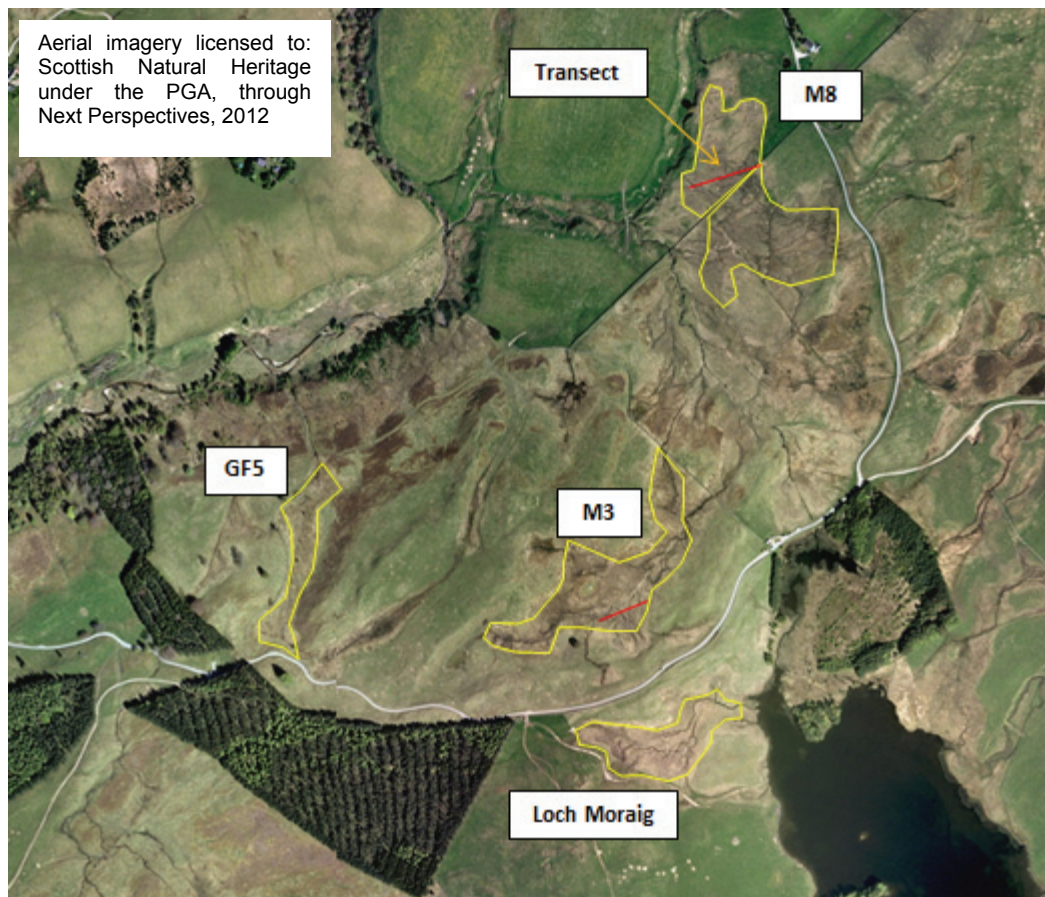 Aerial imagery licensed to:
Scottish Natural Heritage
under the PGA, through
Next Perspectives, 2012
Transect
M8
GF5
M3
Loch Moraig